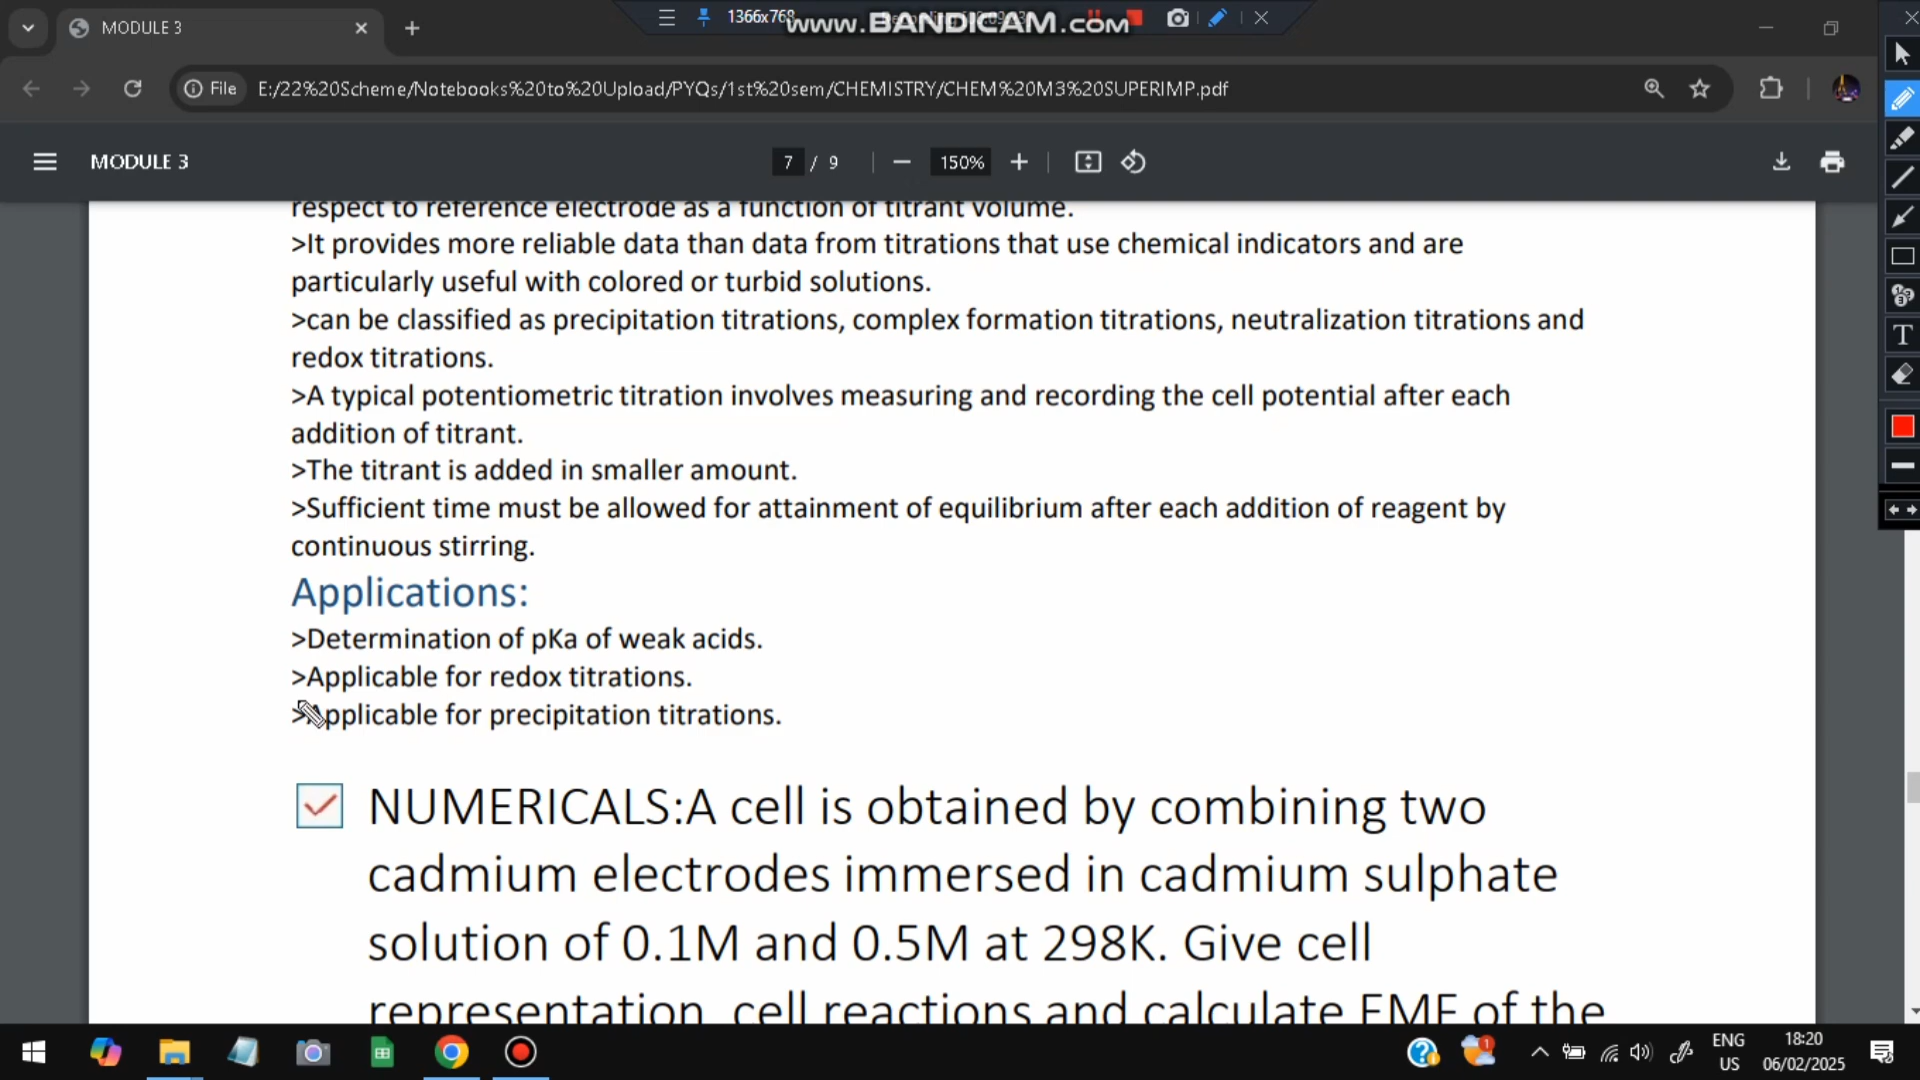 MODULE 3
1366x768
www.BANDICAM.com
File
E:/22%20Scheme/Notebooks%20to%20Upload/PYQs/1st%20sem/CHEMISTRY/CHEM%20M3%20SUPERIMP.pdf
MODULE 3
7 / 9
150%
respect to reference electrode as a function of titrant volume.
>It provides more reliable data than data from titrations that use chemical indicators and are
particularly useful with colored or turbid solutions.
>can be classified as precipitation titrations, complex formation titrations, neutralization titrations and
redox titrations.
>A typical potentiometric titration involves measuring and recording the cell potential after each
addition of titrant.
>The titrant is added in smaller amount.
>Sufficient time must be allowed for attainment of equilibrium after each addition of reagent by
continuous stirring.
Applications:
>Determination of pKa of weak acids.
>Applicable for redox titrations.
>Applicable for precipitation titrations.
NUMERICALS:A cell is obtained by combining two
cadmium electrodes immersed in cadmium sulphate
solution of 0.1M and 0.5M at 298K. Give cell
representation, cell reactions and calculate EMF of the
ENG
US
18:20
06/02/2025